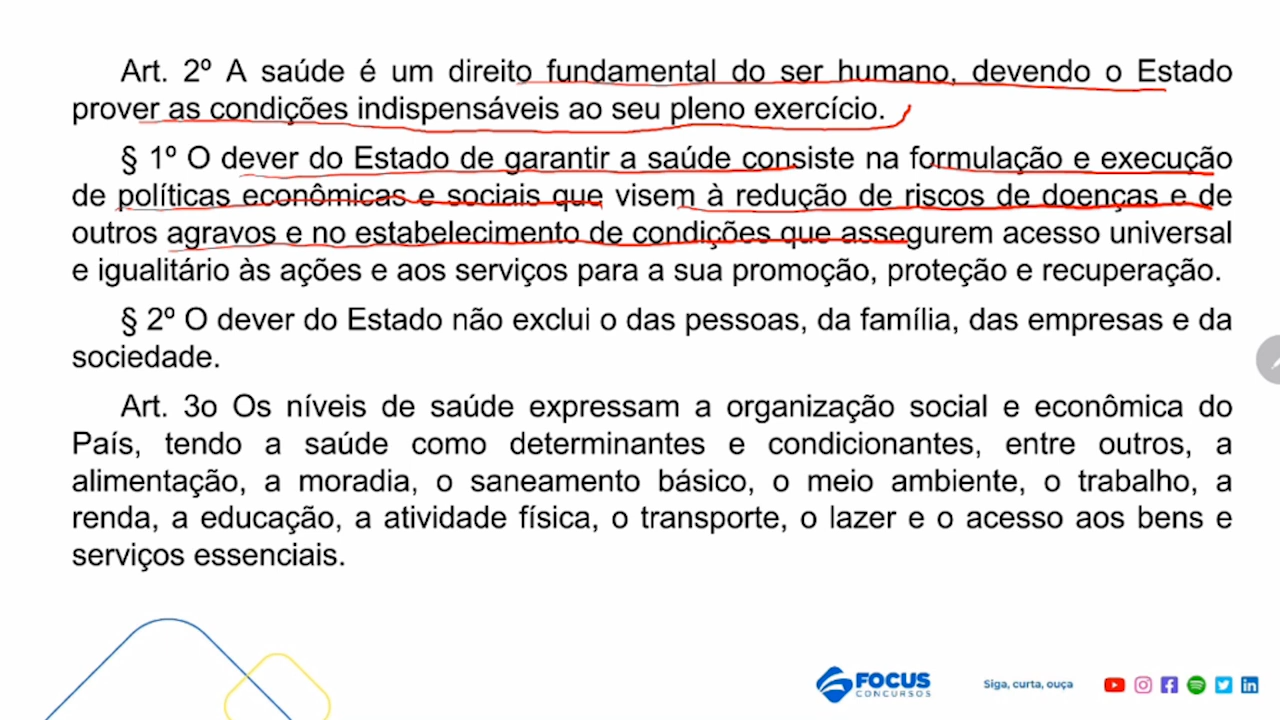 Art. 2º A saúde é um direito fundamental do ser humano, devendo o Estado
prover as condições indispensáveis ao seu pleno exercício.
§ 1º O dever do Estado de garantir a saúde consiste na formulação e execução
de políticas econômicas e sociais que visem à redução de riscos de doenças e de
outros agravos e no estabelecimento de condições que assegurem acesso universal
e igualitário às ações e aos serviços para a sua promoção, proteção e recuperação.
§ 2º O dever do Estado não exclui o das pessoas, da família, das empresas e da
sociedade.
Art. 3o Os níveis de saúde expressam a organização social e econômica do
País, tendo a saúde como determinantes e condicionantes, entre outros, a
alimentação, a moradia, o saneamento básico, o meio ambiente, o trabalho, a
renda, a educação, a atividade física, o transporte, o lazer e o acesso aos bens e
serviços essenciais.
FOCUS
CONCURSOS
Siga, curta, ouça